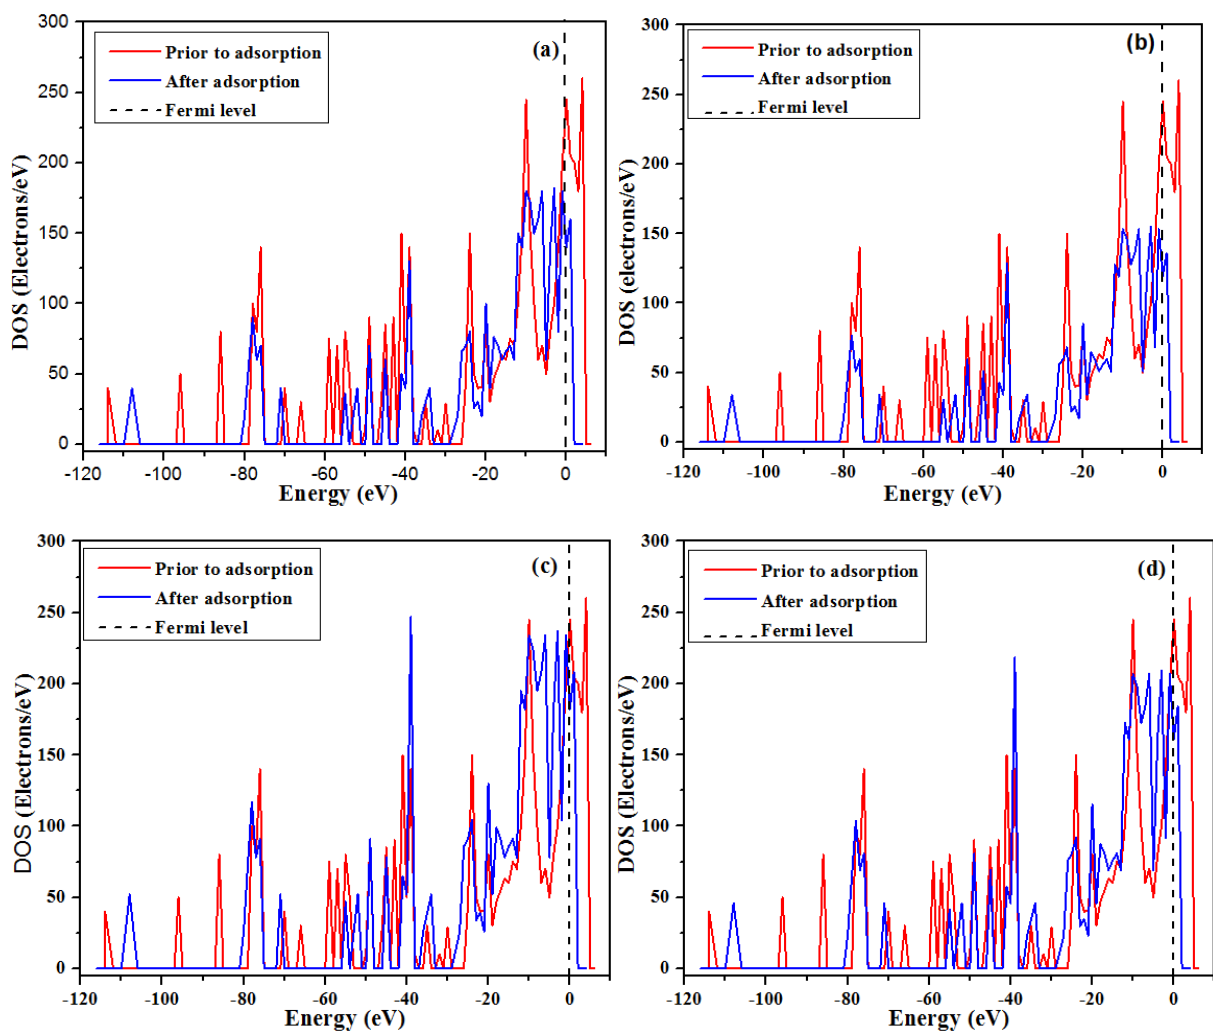 300
250
200
150
100
50
0
DOS (Electrons/eV)
Prior to adsorption
After adsorption
Fermi level
(a)
-120
-100
-80
-60
-40
-20
0
Energy (eV)
300
250
200
150
100
50
0
DOS (electrons/eV)
Prior to adsorption
After adsorption
Fermi level
(b)
-120
-100
-80
-60
-40
-20
0
Energy (eV)
300
250
200
150
100
50
0
DOS (Electrons/eV)
Prior to adsorption
After adsorption
Fermi level
(c)
-120
-100
-80
-60
-40
-20
0
Energy (eV)
300
250
200
150
100
50
0
DOS (Electrons/eV)
Prior to adsorption
After adsorption
Fermi level
(d)
-120
-100
-80
-60
-40
-20
0
Energy (eV)